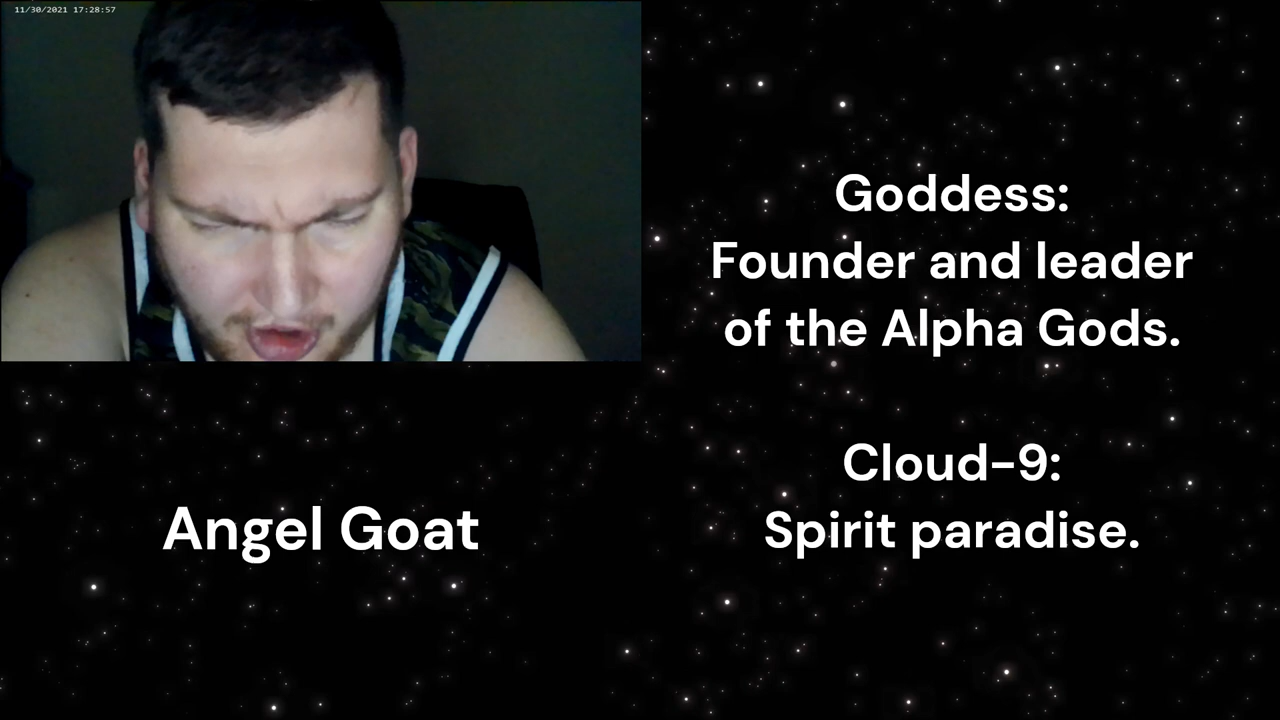 11/30/2021 17:28:57
Goddess:
Founder and leader
of the Alpha Gods.
Cloud-9:
Spirit paradise.
Angel Goat